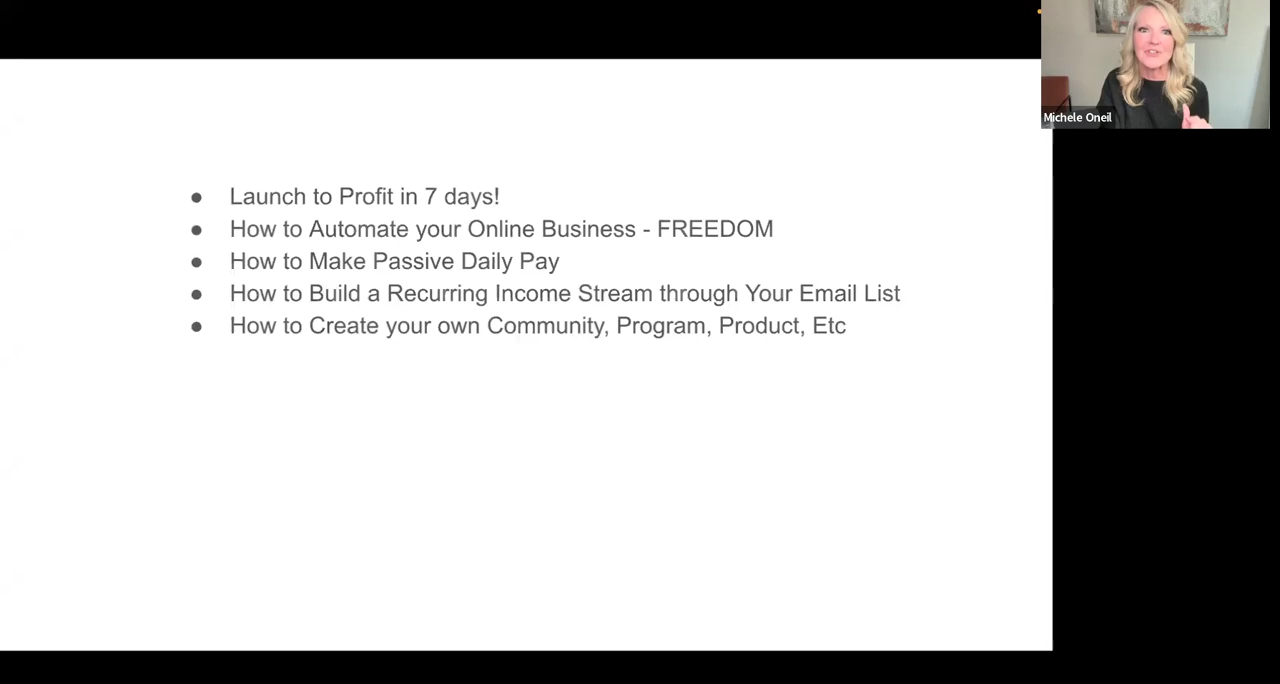 Michele Oneil
● Launch to Profit in 7 days!
● How to Automate your Online Business - FREEDOM
● How to Make Passive Daily Pay
● How to Build a Recurring Income Stream through Your Email List
● How to Create your own Community, Program, Product, Etc